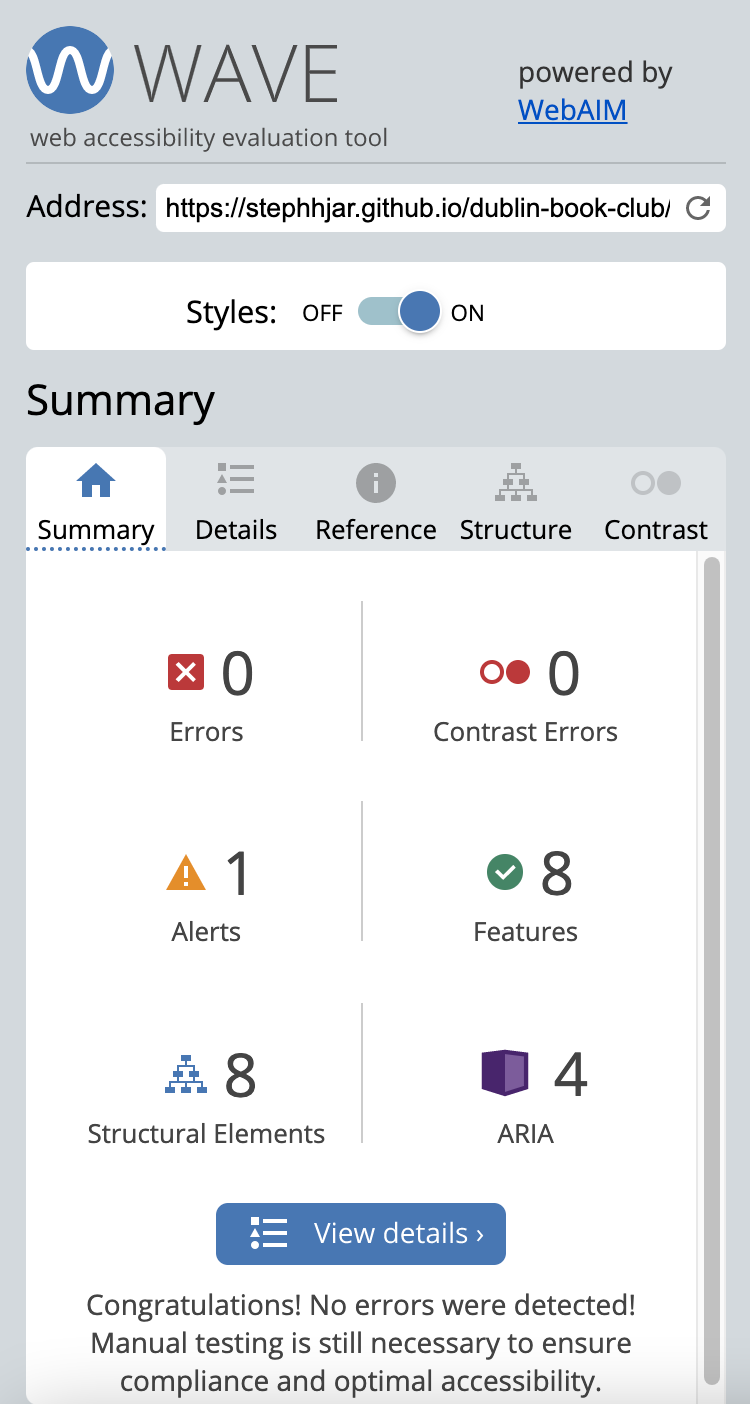 WAVE
powered by
WebAIM
web accessibility evaluation tool
Address: https://stephhjar.github.io/dublin-book-club/
Styles: OFF ON
Summary
Summary Details Reference Structure Contrast
0 0
Errors Contrast Errors
1 8
Alerts Features
8 4
Structural Elements ARIA
View details ›
Congratulations! No errors were detected!
Manual testing is still necessary to ensure
compliance and optimal accessibility.